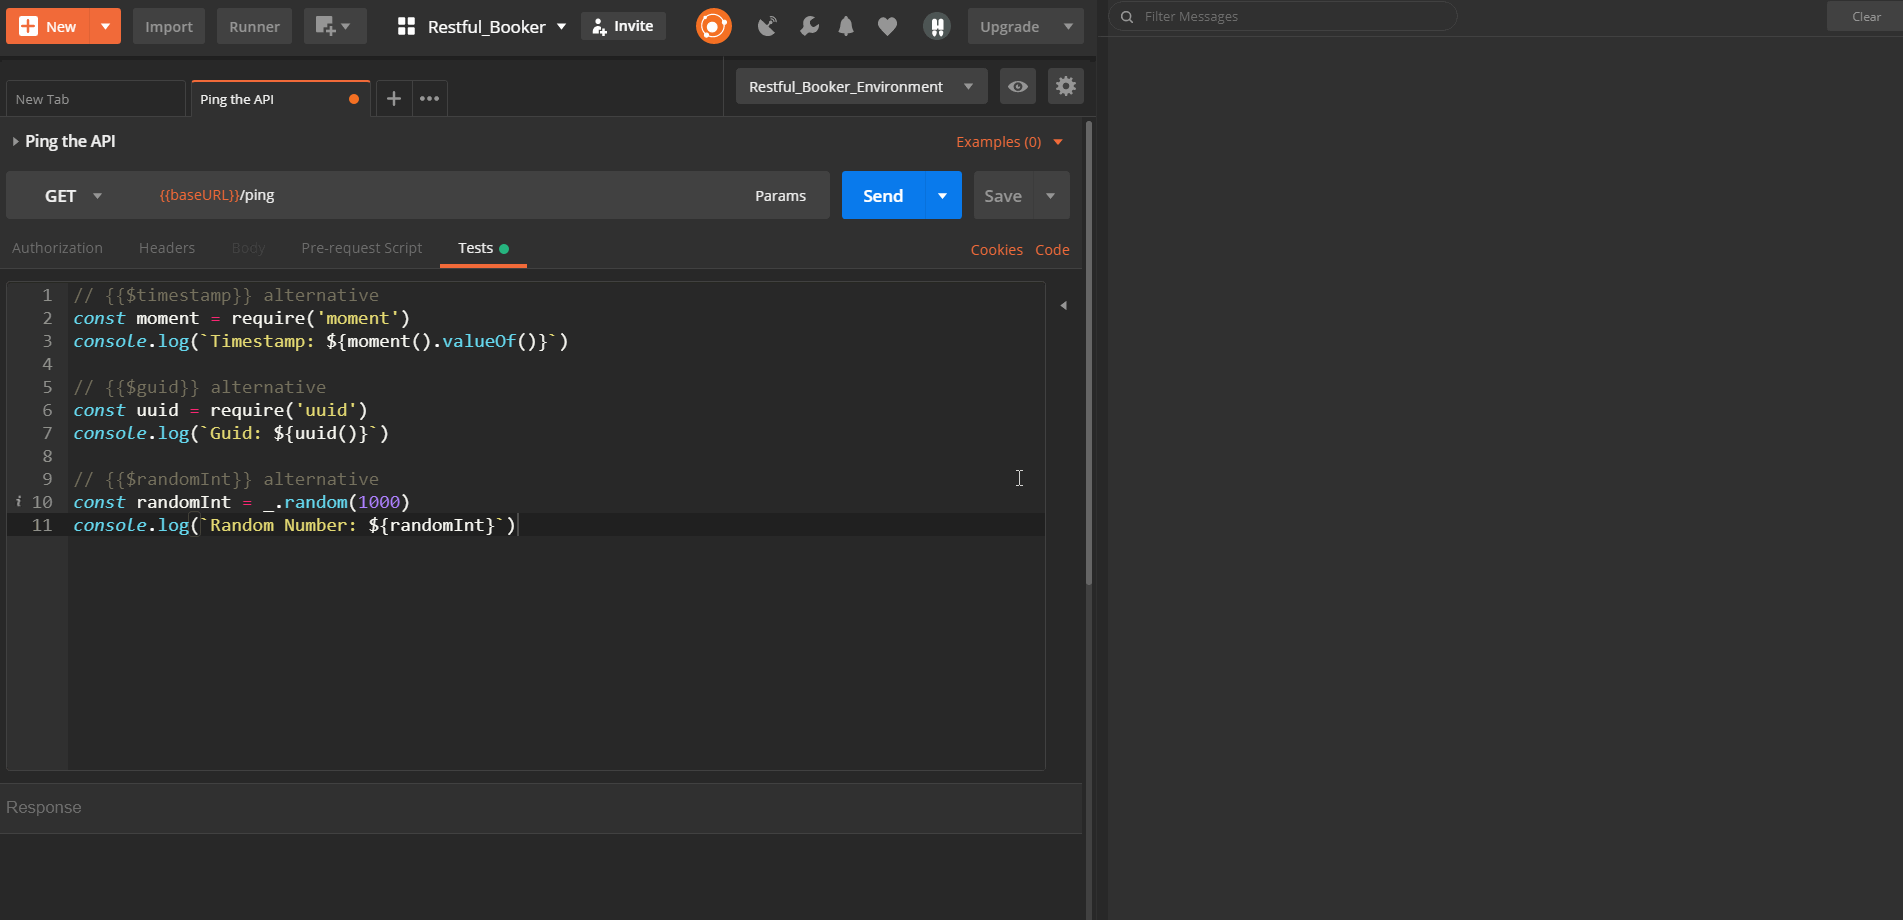 New
Import
Runner
Restful_Booker
Invite
Upgrade
Filter Messages
Clear
New Tab
Ping the API
Restful_Booker_Environment
Ping the API
Examples (0)
GET
{{baseURL}}/ping
Params
Send
Save
Authorization
Headers
Body
Pre-request Script
Tests
Cookies
Code
1 // {{$timestamp}} alternative
2 const moment = require('moment')
3 console.log(`Timestamp: ${moment().valueOf()}`)
4
5 // {{$guid}} alternative
6 const uuid = require('uuid')
7 console.log(`Guid: ${uuid()}`)
8
9 // {{$randomInt}} alternative
i 10 const randomInt = _.random(1000)
11 console.log(`Random Number: ${randomInt}`)
Response